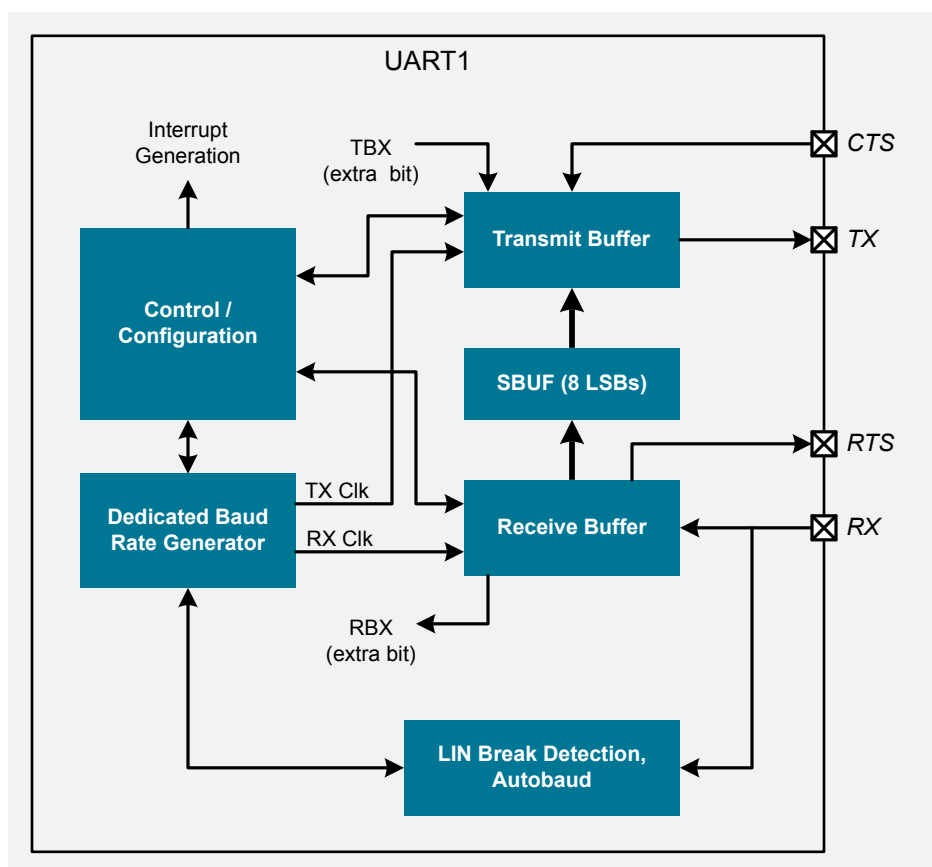 UART1
Interrupt
Generation
TBX
(extra bit)
CTS
Transmit Buffer
TX
Control /
Configuration
SBUF (8 LSBs)
RTS
TX Clk
Dedicated Baud
Rate Generator
RX Clk
Receive Buffer
RX
RBX
(extra bit)
LIN Break Detection,
Autobaud